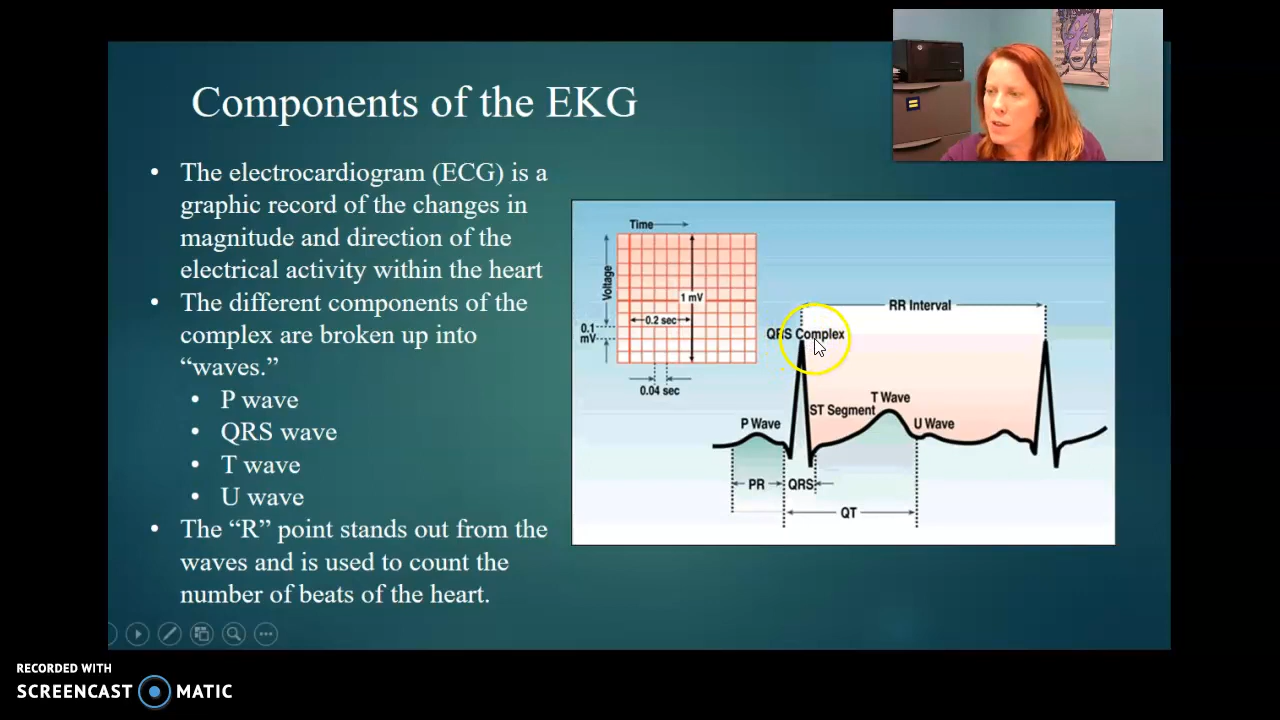 Components of the EKG
• The electrocardiogram (ECG) is a
graphic record of the changes in
magnitude and direction of the
electrical activity within the heart
• The different components of the
complex are broken up into
“waves.”
• P wave
• QRS wave
• T wave
• U wave
• The “R” point stands out from the
waves and is used to count the
number of beats of the heart.
Time
Voltage
1 mV
0.2 sec
0.1
mV
0.04 sec
RR Interval
QRS Complex
T Wave
ST Segment
P Wave
U Wave
PR
QRS
QT
RECORDED WITH
SCREENCAST MATIC